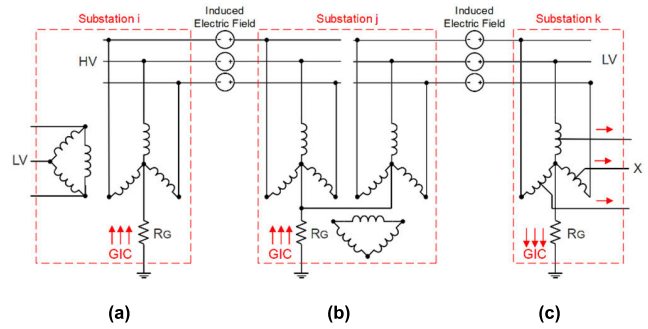 Substation i
Induced
Electric Field
Substation j
Induced
Electric Field
Substation k
- +
- +
- +
- +
- +
- +
HV
LV
LV
X
RG
GIC
RG
GIC
RG
GIC
(a)
(b)
(c)